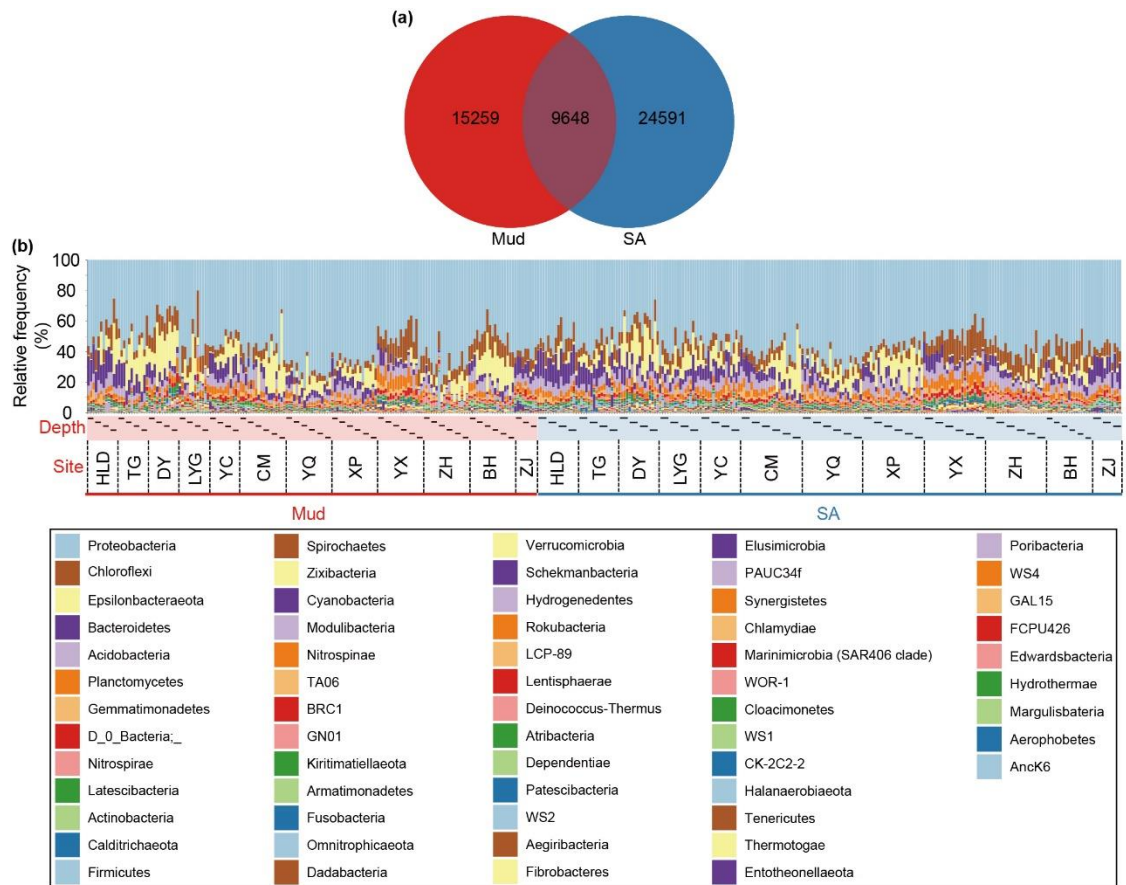 (a)
15259
9648
24591
Mud
SA
(b)
Relative frequency
(%)
100
80
60
40
20
0
Depth
Site
HLD
TG
DY
LYG
YC
CM
YQ
XP
YX
ZH
BH
ZJ
HLD
TG
DY
LYG
YC
CM
YQ
XP
YX
ZH
BH
ZJ
Mud
SA
Proteobacteria
Chloroflexi
Epsilonbacteraeota
Bacteroidetes
Acidobacteria
Planctomycetes
Gemmatimonadetes
D_0_Bacteria;_
Nitrospirae
Latescibacteria
Actinobacteria
Calditrichaeota
Firmicutes
Spirochaetes
Zixibacteria
Cyanobacteria
Modulibacteria
Nitrospinae
TA06
BRC1
GN01
Kiritimatiellaeota
Armatimonadetes
Fusobacteria
Omnitrophicaeota
Dadabacteria
Verrucomicrobia
Schekmanbacteria
Hydrogenedentes
Rokubacteria
LCP-89
Lentisphaerae
Deinococcus-Thermus
Atribacteria
Dependentiae
Patescibacteria
WS2
Aegiribacteria
Fibrobacteres
Elusimicrobia
PAUC34f
Synergistetes
Chlamydiae
Marinimicrobia (SAR406 clade)
WOR-1
Cloacimonetes
WS1
CK-2C2-2
Halanaerobiaeota
Tenericutes
Thermotogae
Entotheonellaeota
Poribacteria
WS4
GAL15
FCPU426
Edwardsbacteria
Hydrothermae
Margulisbateria
Aerophobetes
AncK6